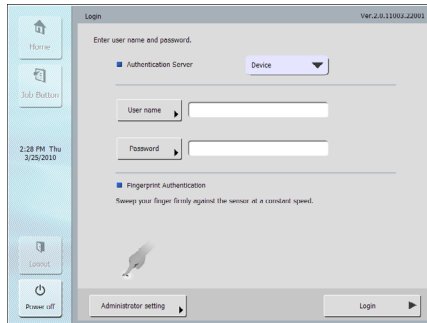 Login
Ver.2.0.11003.22001
Home
Job Button
2:28 PM Thu
3/25/2010
Logout
Power off
Enter user name and password.
Authentication Server
Device
User name
Password
Fingerprint Authentication
Sweep your finger firmly against the sensor at a constant speed.
Administrator setting
Login